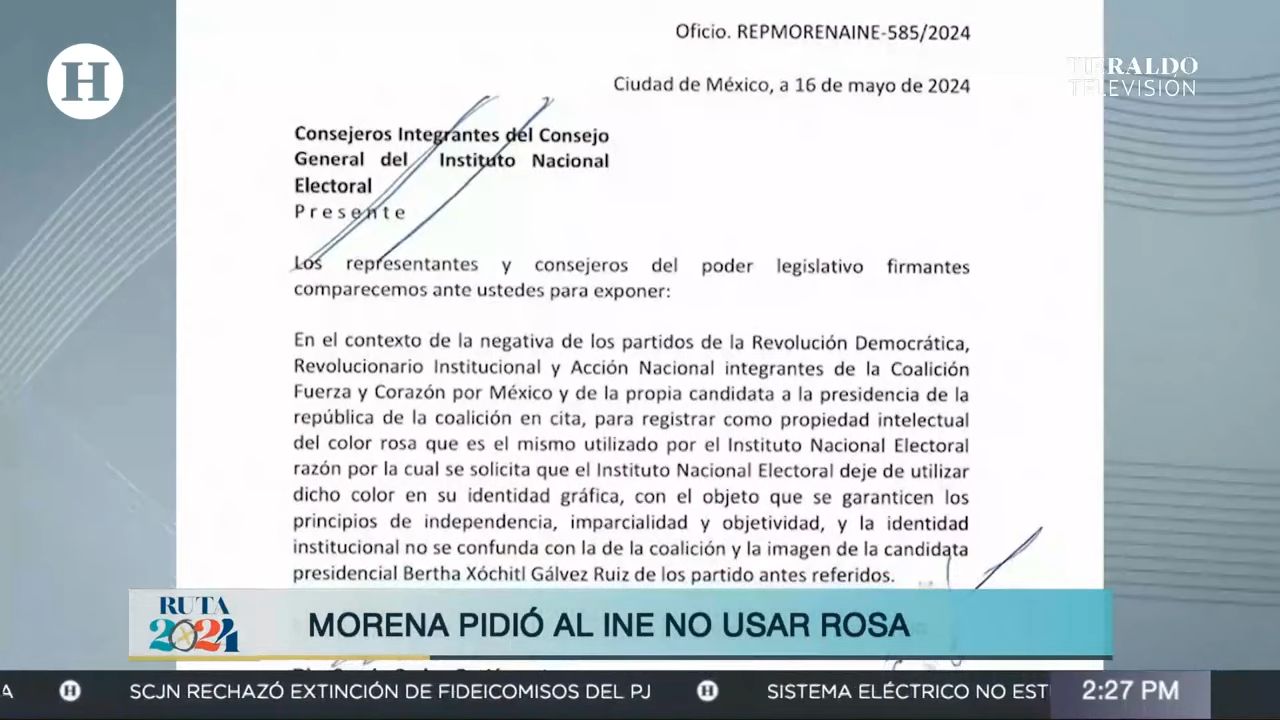 H
HERALDO
TELEVISIÓN
Oficio. REPMORENAINE-585/2024
Ciudad de México, a 16 de mayo de 2024
Consejeros Integrantes del Consejo
General del Instituto Nacional
Electoral
Presente
Los representantes y consejeros del poder legislativo firmantes
comparecemos ante ustedes para exponer:
En el contexto de la negativa de los partidos de la Revolución Democrática,
Revolucionario Institucional y Acción Nacional integrantes de la Coalición
Fuerza y Corazón por México y de la propia candidata a la presidencia de la
república de la coalición en cita, para registrar como propiedad intelectual
del color rosa que es el mismo utilizado por el Instituto Nacional Electoral
razón por la cual se solicita que el Instituto Nacional Electoral deje de utilizar
dicho color en su identidad gráfica, con el objeto que se garanticen los
principios de independencia, imparcialidad y objetividad, y la identidad
institucional no se confunda con la de la coalición y la imagen de la candidata
presidencial Bertha Xóchitl Gálvez Ruiz de los partido antes referidos.
RUTA
2024
MORENA PIDIÓ AL INE NO USAR ROSA
A H SCJN RECHAZÓ EXTINCIÓN DE FIDEICOMISOS DEL PJ H SISTEMA ELÉCTRICO NO EST
2:27 PM